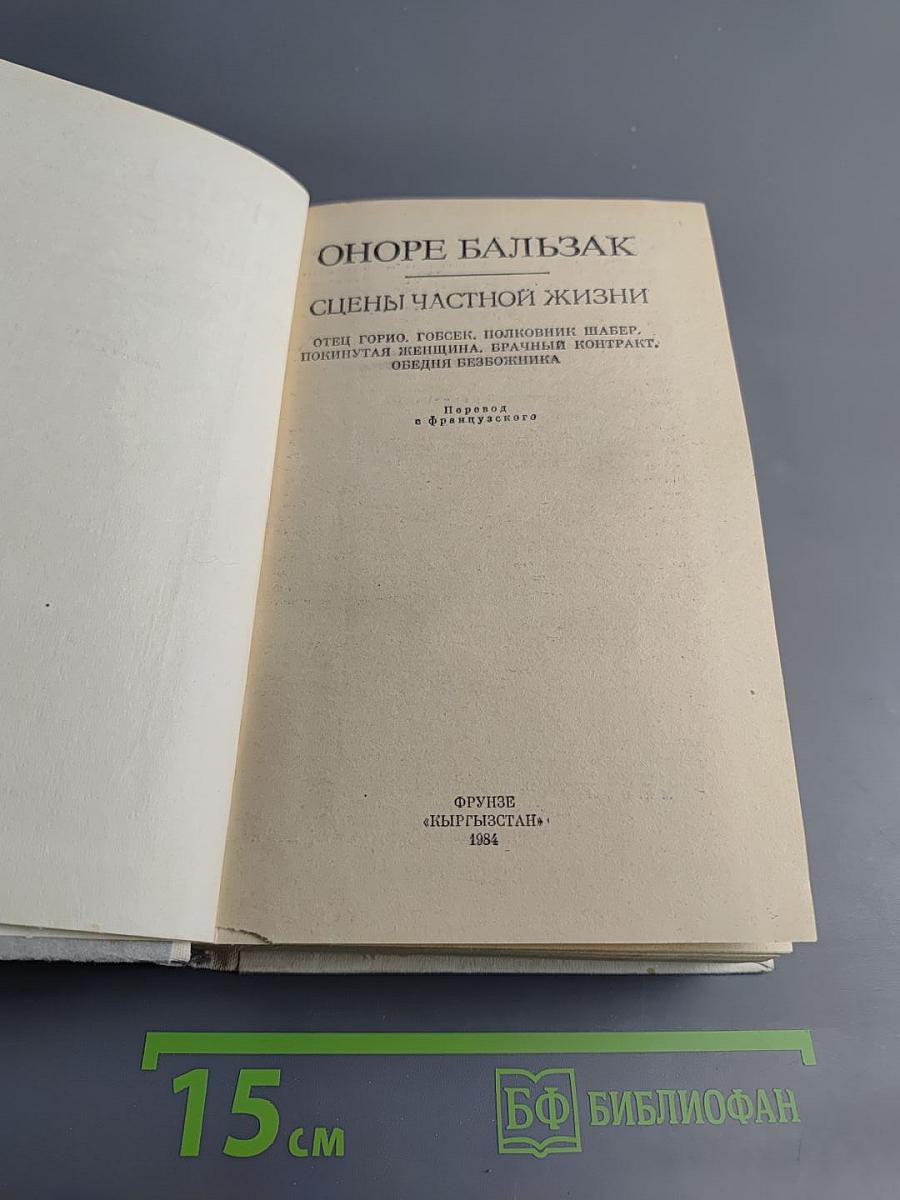 ОНОРЕ БАЛЬЗАК
СЦЕНЫ ЧАСТНОЙ ЖИЗНИ
ОТЕЦ ГОРИО. ГОБСЕК. ПОЛКОВНИК ШАБЕР.
ПОКИНУТАЯ ЖЕНЩИНА. БРАЧНЫЙ КОНТРАКТ.
ОБЕДНЯ БЕЗБОЖНИКА
Перевод
с французского
ФРУНЗЕ
«КЫРГЫЗСТАН»
1984
15 см
БФ БИБЛИОФАН